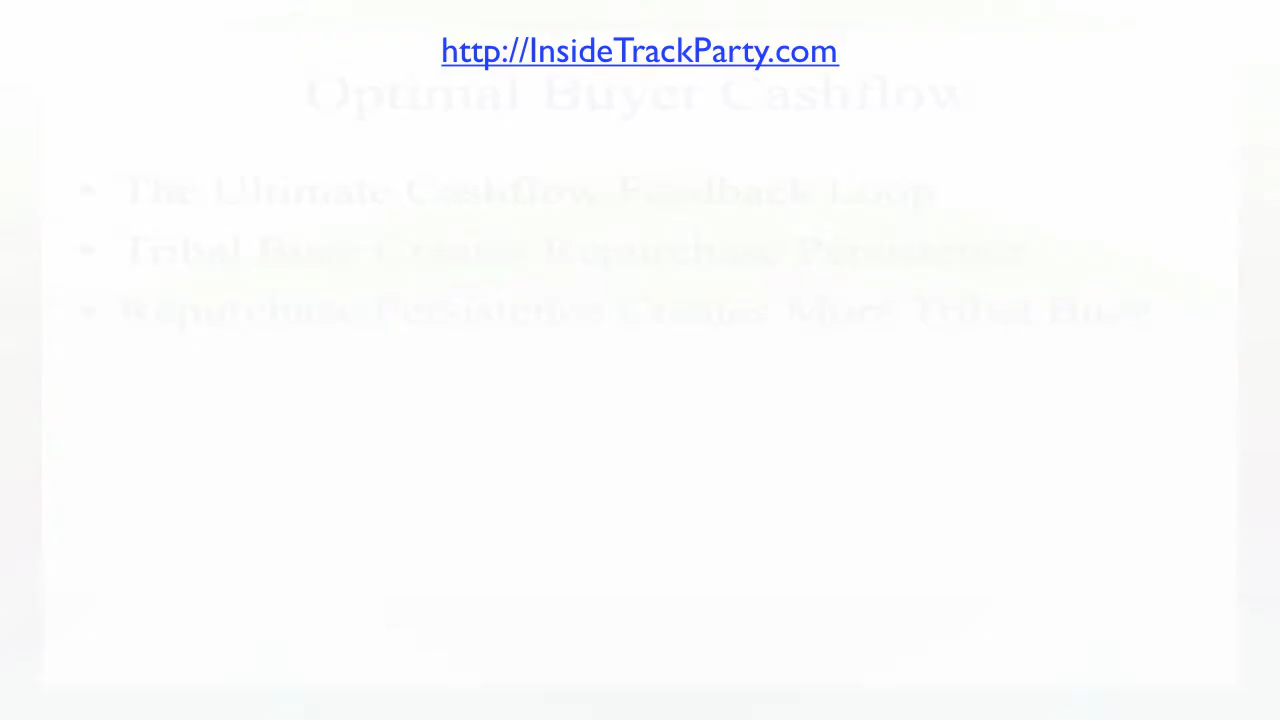 http://InsideTrackParty.com
Optimal Buyer Cashflow
• The Ultimate Cashflow Feedback Loop
• Tribal Buzz Creates Repurchase Persistence
• Repurchase Persistence Creates More Tribal Buzz